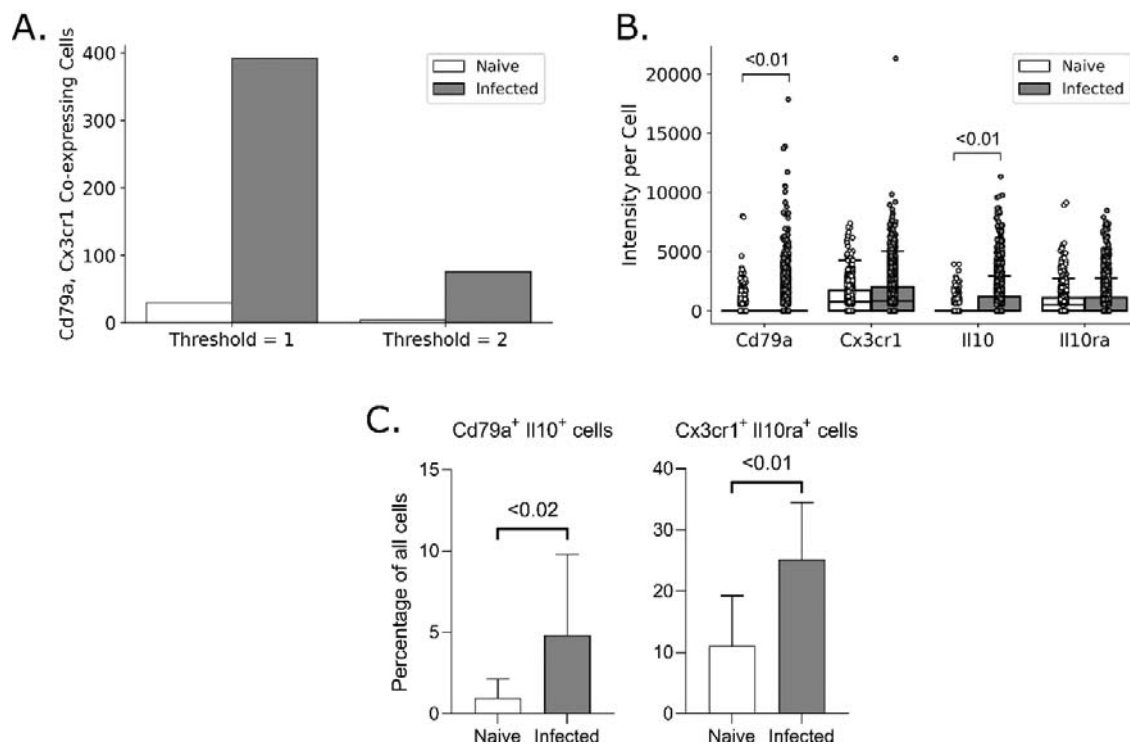 A.
Cd79a, Cx3cr1 Co-expressing Cells
400
300
200
100
0
Naive
Infected
Threshold = 1
Threshold = 2
B.
Intensity per Cell
20000
15000
10000
5000
0
<0.01
<0.01
Naive
Infected
Cd79a
Cx3cr1
Il10
Il10ra
C.
Cd79a+ Il10+ cells
Percentage of all cells
15
10
5
0
<0.02
Naive
Infected
Cx3cr1+ Il10ra+ cells
40
30
20
10
0
<0.01
Naive
Infected